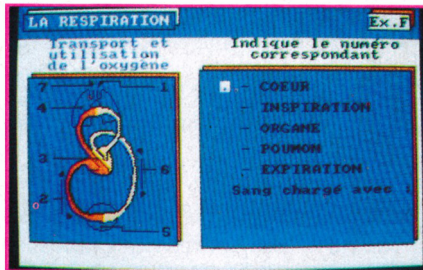 LA RESPIRATION
Ex.F
Transport et
utilisation
de l'oxygène
7
1
4
3
6
2
5
Indique le numéro
correspondant
. - COEUR
- INSPIRATION
- ORGANE
- POUMON
- EXPIRATION
Sang chargé avec :